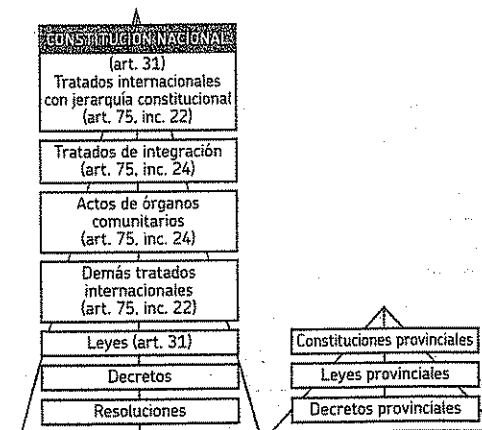 CONSTITUCIÓN NACIONAL
(art. 31)
Tratados internacionales
con jerarquía constitucional
(art. 75, inc. 22)
Tratados de integración
(art. 75, inc. 24)
Actos de órganos
comunitarios
(art. 75, inc. 24)
Demás tratados
internacionales
(art. 75, inc. 22)
Leyes (art. 31)
Decretos
Resoluciones
Constituciones provinciales
Leyes provinciales
Decretos provinciales